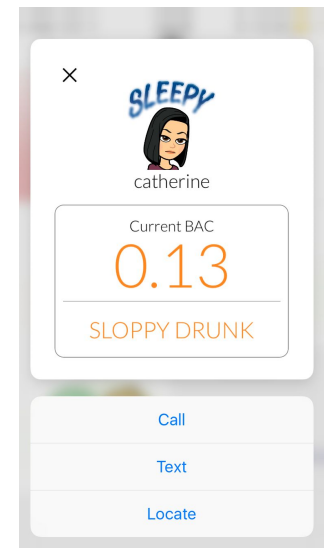 SLEEPY
catherine
Current BAC
0.13
SLOPPY DRUNK
Call
Text
Locate